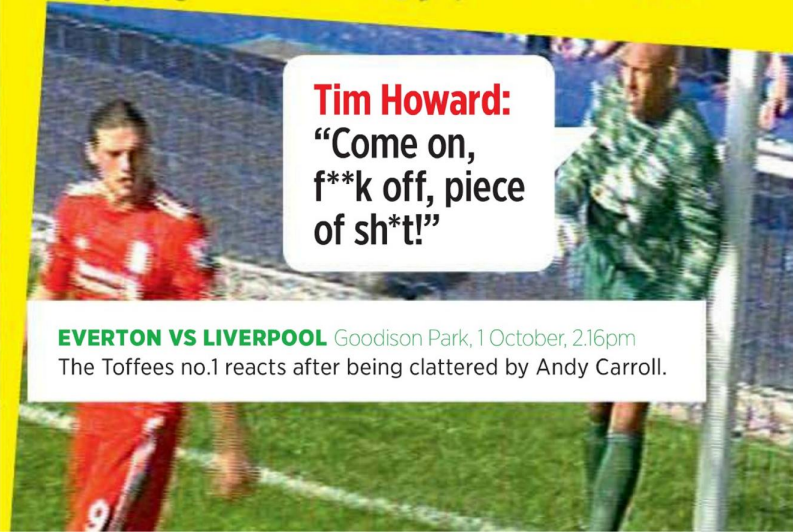 Tim Howard:
“Come on,
f**k off, piece
of sh*t!”
EVERTON VS LIVERPOOL Goodison Park, 1 October, 2.16pm
The Toffees no.1 reacts after being clattered by Andy Carroll.
9